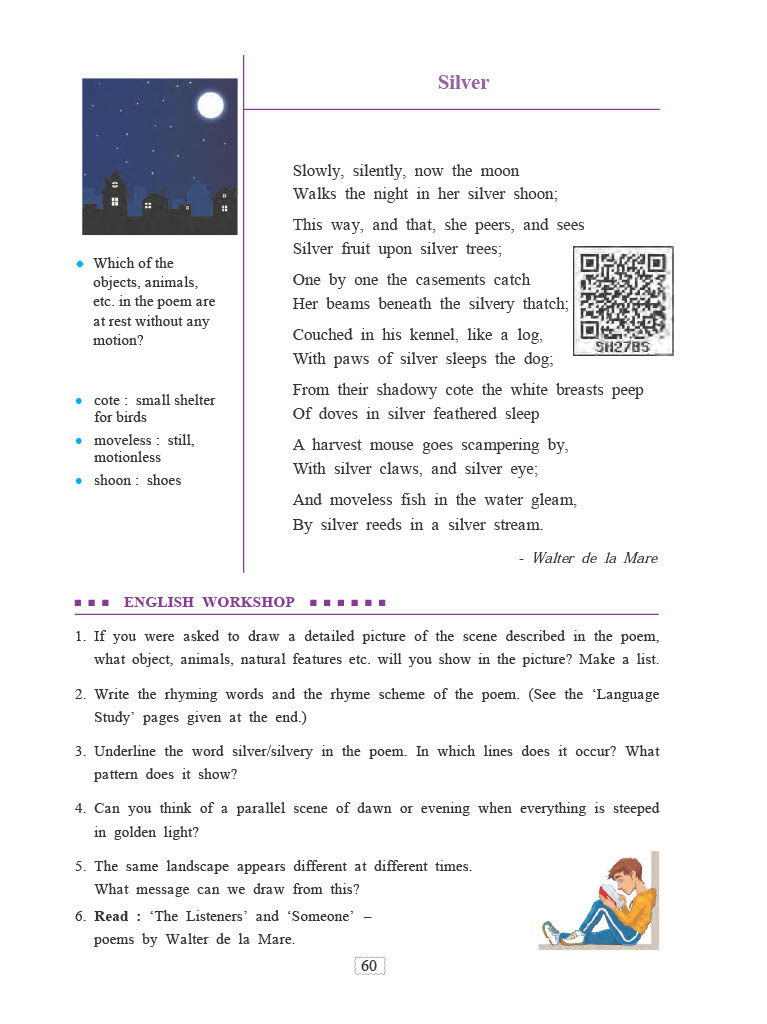 Silver
Slowly, silently, now the moon
Walks the night in her silver shoon;
This way, and that, she peers, and sees
Silver fruit upon silver trees;
One by one the casements catch
Her beams beneath the silvery thatch;
Couched in his kennel, like a log,
With paws of silver sleeps the dog;
From their shadowy cote the white breasts peep
Of doves in silver feathered sleep
A harvest mouse goes scampering by,
With silver claws, and silver eye;
And moveless fish in the water gleam,
By silver reeds in a silver stream.
- Walter de la Mare
SH27B5
◆ Which of the
objects, animals,
etc. in the poem are
at rest without any
motion?
● cote : small shelter
for birds
● moveless : still,
motionless
● shoon : shoes
■ ■ ■ ENGLISH WORKSHOP ■ ■ ■ ■ ■ ■
1. If you were asked to draw a detailed picture of the scene described in the poem,
what object, animals, natural features etc. will you show in the picture? Make a list.
2. Write the rhyming words and the rhyme scheme of the poem. (See the ‘Language
Study’ pages given at the end.)
3. Underline the word silver/silvery in the poem. In which lines does it occur? What
pattern does it show?
4. Can you think of a parallel scene of dawn or evening when everything is steeped
in golden light?
5. The same landscape appears different at different times.
What message can we draw from this?
6. Read : ‘The Listeners’ and ‘Someone’ –
poems by Walter de la Mare.
60